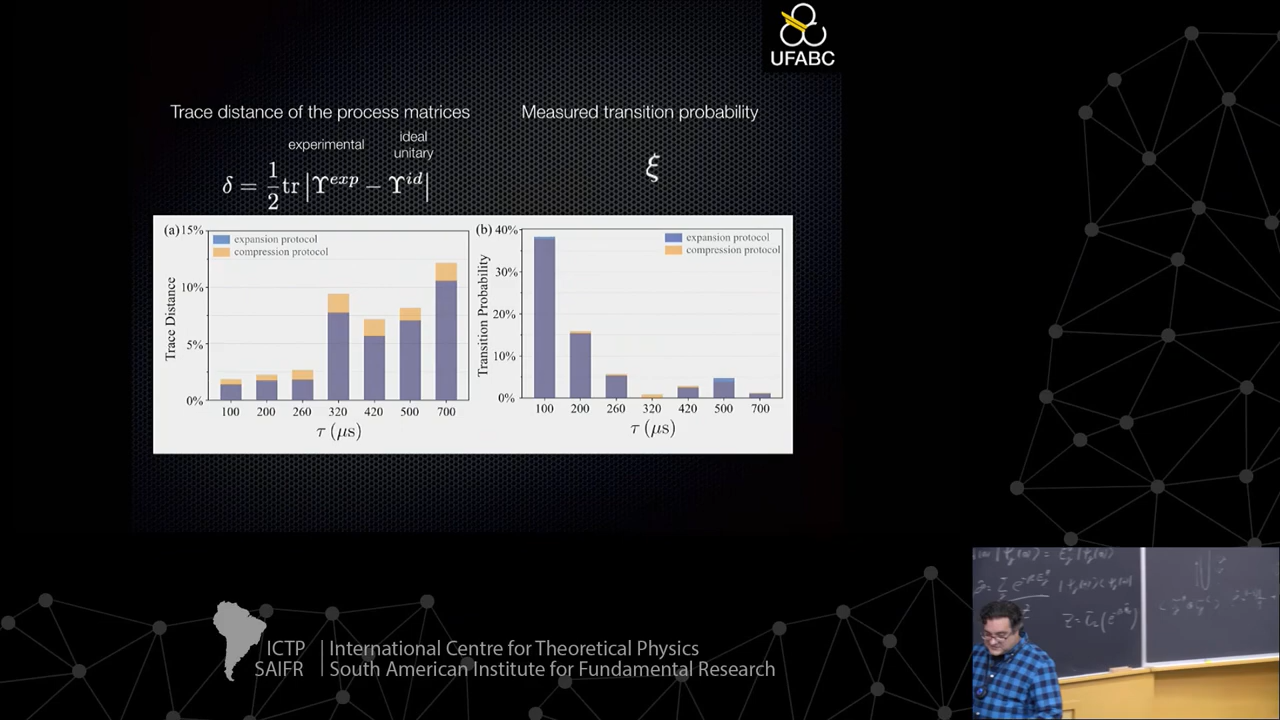 UFABC
Trace distance of the process matrices
Measured transition probability
experimental
ideal
unitary
δ = 1/2 tr |ϒ^exp − ϒ^id|
ξ
(a)
15%
10%
5%
0%
Trace Distance
expansion protocol
compression protocol
100 200 260 320 420 500 700
τ (μs)
(b)
40%
30%
20%
10%
0%
Transition Probability
expansion protocol
compression protocol
100 200 260 320 420 500 700
τ (μs)
ICTP
SAIFR
International Centre for Theoretical Physics
South American Institute for Fundamental Research